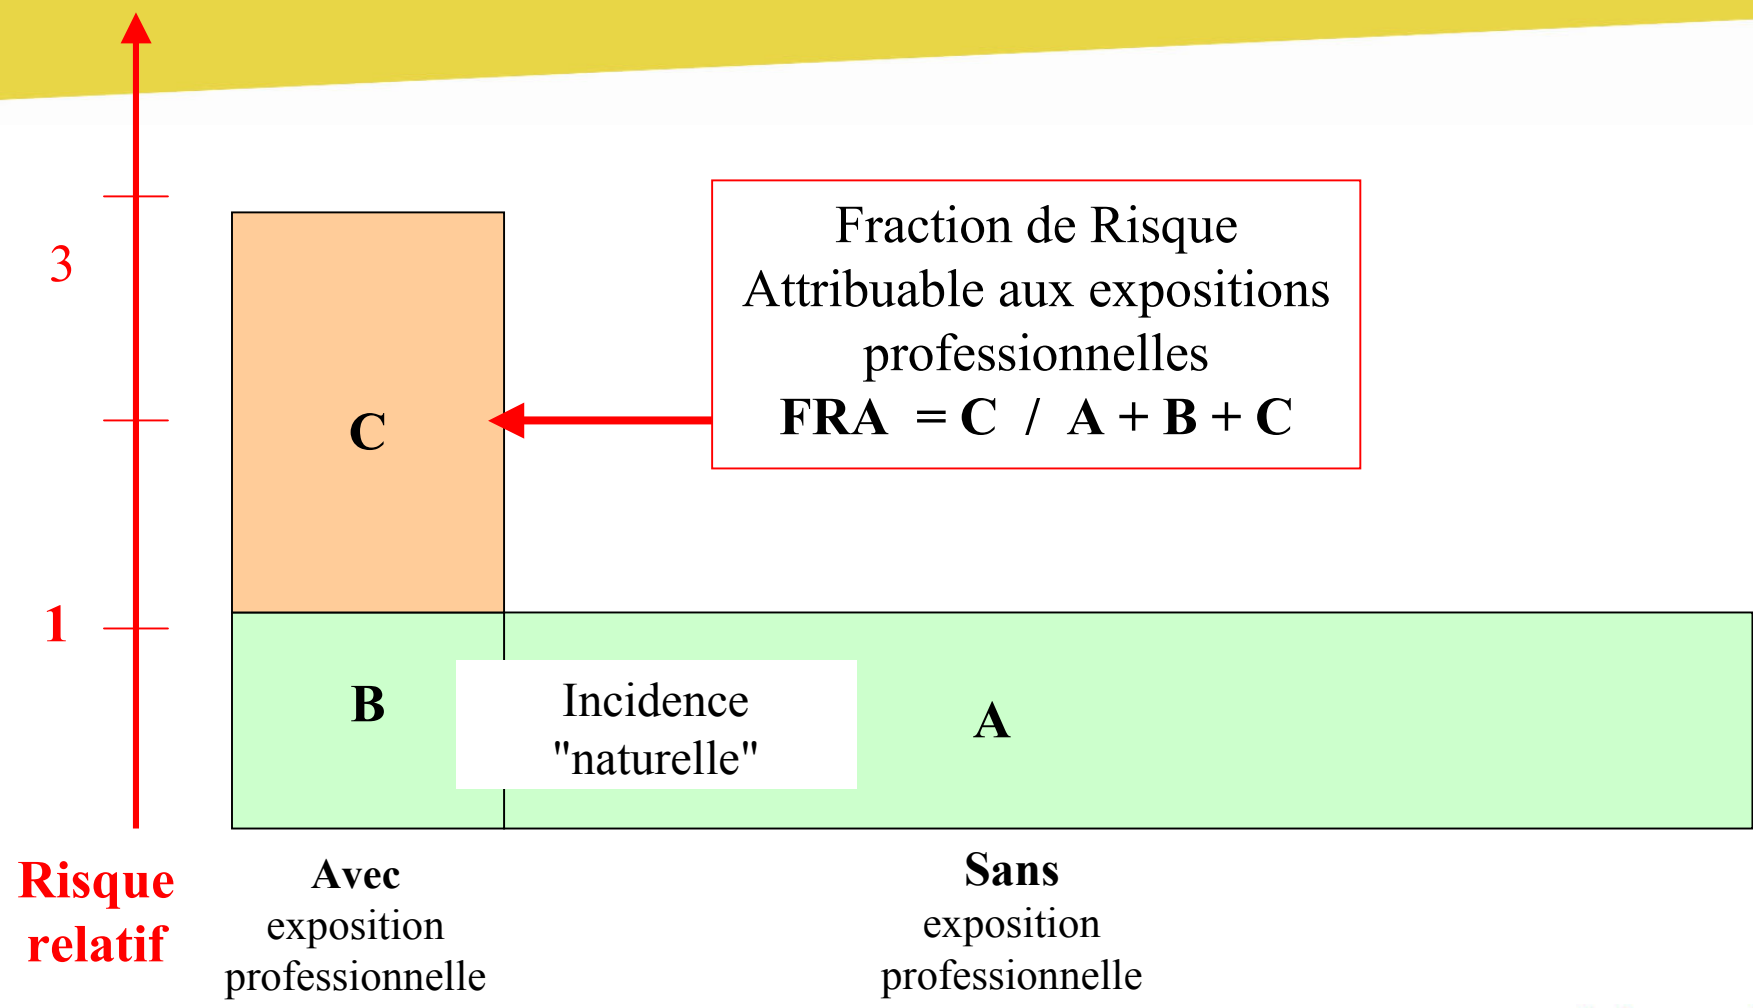 3
1
Risque
relatif
C
Fraction de Risque
Attribuable aux expositions
professionnelles
FRA = C / A + B + C
B
Incidence
"naturelle"
A
Avec
exposition
professionnelle
Sans
exposition
professionnelle